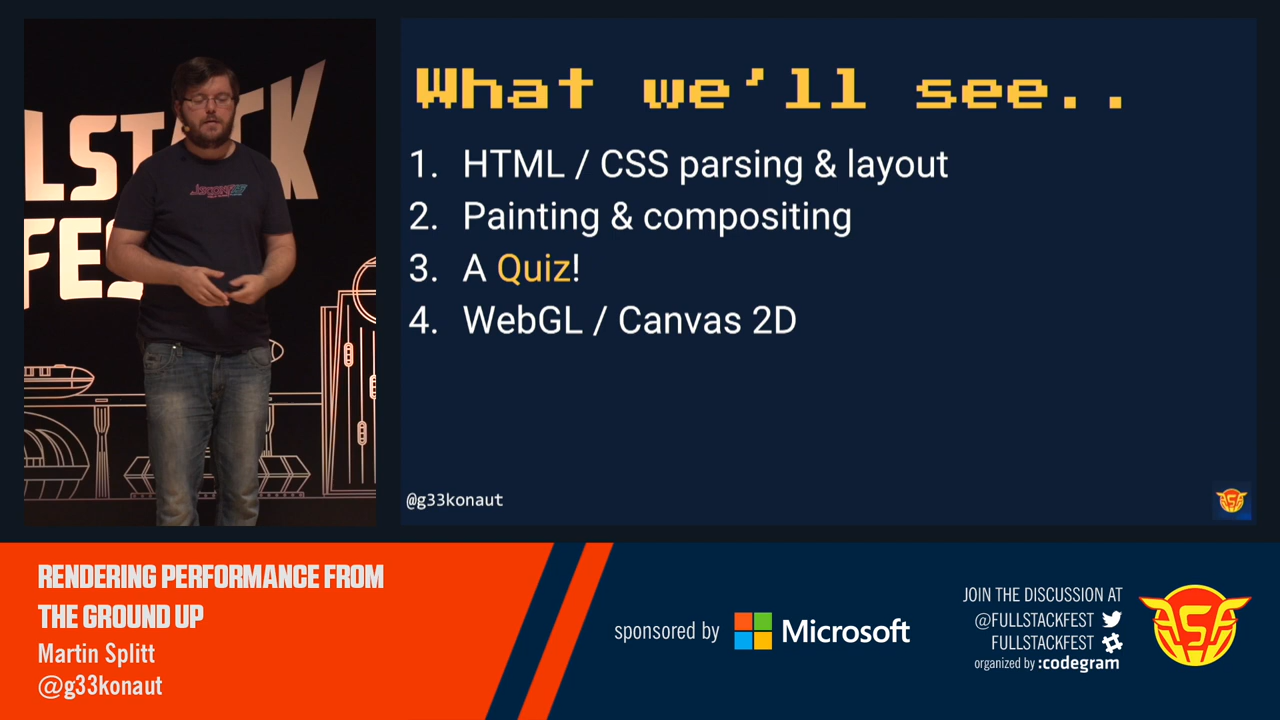 What we'll see..
1. HTML / CSS parsing & layout
2. Painting & compositing
3. A Quiz!
4. WebGL / Canvas 2D
@g33konaut
RENDERING PERFORMANCE FROM
THE GROUND UP
Martin Splitt
@g33konaut
sponsored by Microsoft
JOIN THE DISCUSSION AT
@FULLSTACKFEST
FULLSTACKFEST
organized by :codegram